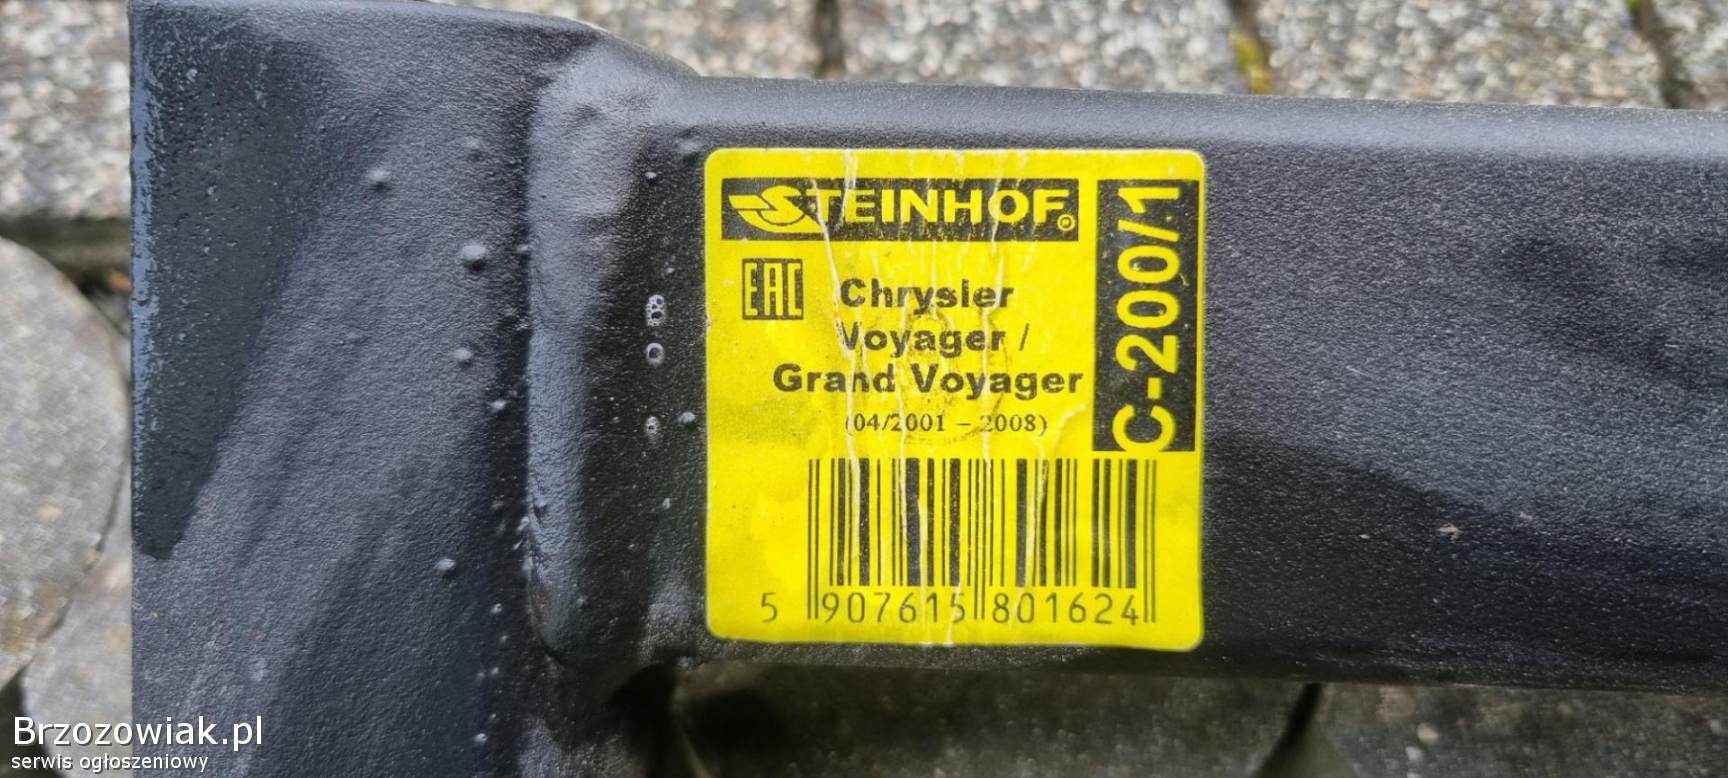 STEINHOF®
C-200/1
EAC
Chrysler
Voyager /
Grand Voyager
(04/2001 – 2008)
5 907615 801624
Brzozowiak.pl
serwis ogłoszeniowy